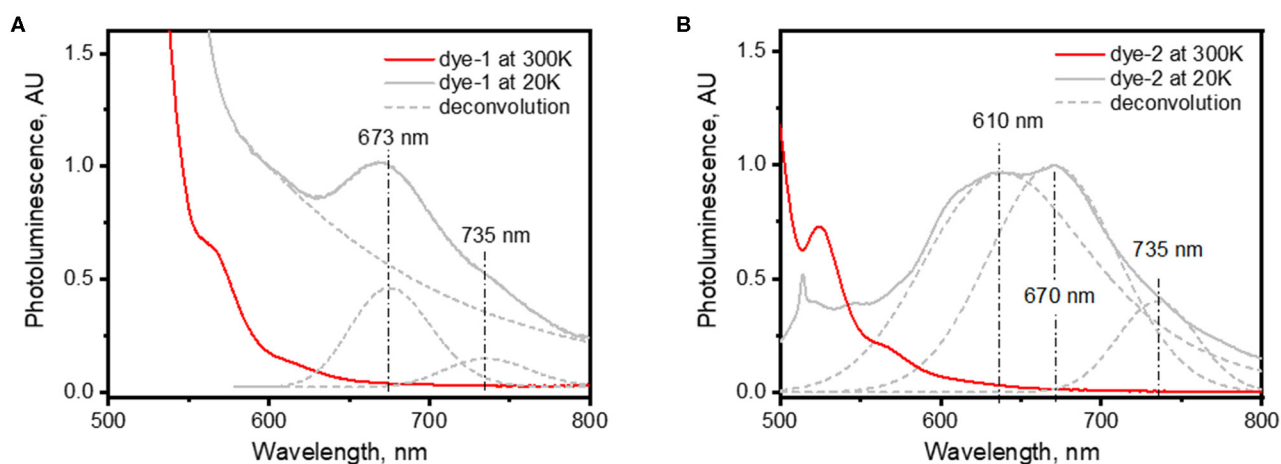 A
Photoluminescence, AU
1.5
1.0
0.5
0.0
dye-1 at 300K
dye-1 at 20K
deconvolution
673 nm
735 nm
500
600
700
800
Wavelength, nm
B
Photoluminescence, AU
1.5
1.0
0.5
0.0
dye-2 at 300K
dye-2 at 20K
deconvolution
610 nm
735 nm
670 nm
500
600
700
800
Wavelength, nm